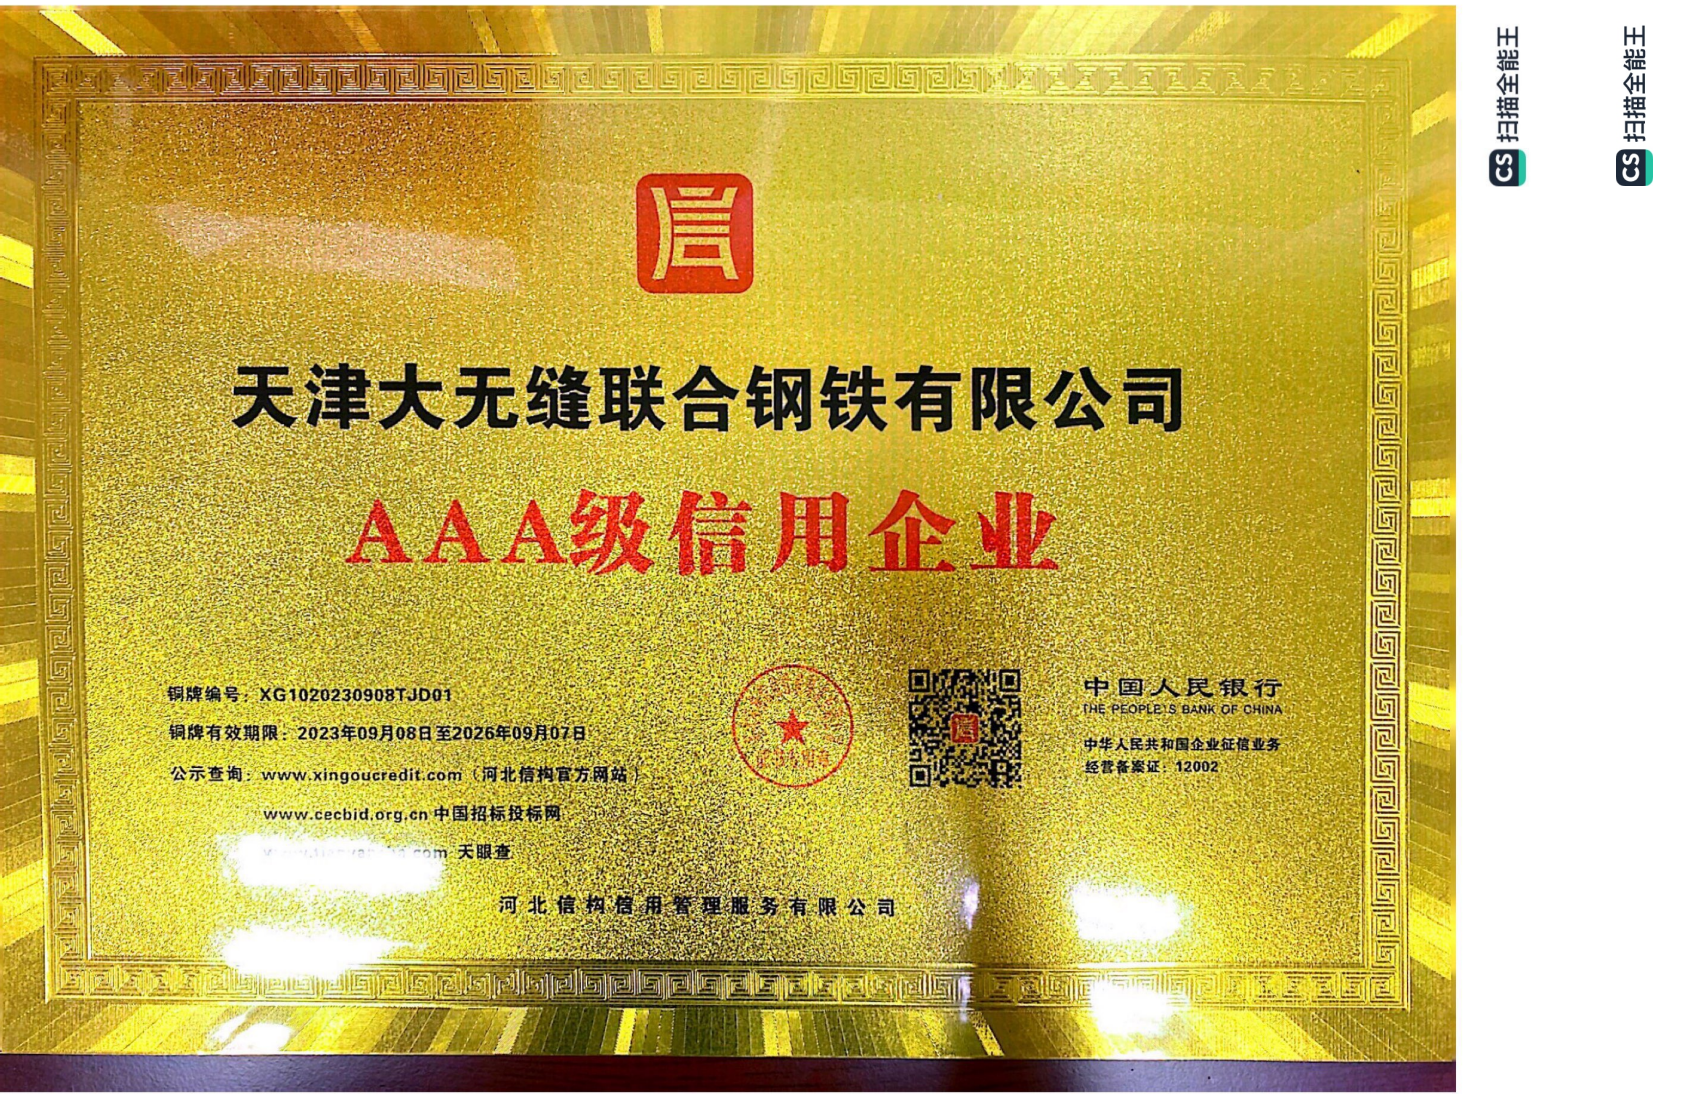 信
天津大无缝联合钢铁有限公司
AAA级信用企业
铜牌编号：XG1020230908TJD01
铜牌有效期限：2023年09月08日至2026年09月07日
公示查询：www.xingoucredit.com（河北信构官方网站）
www.cecbid.org.cn 中国招标投标网
.com 天眼查
中国人民银行
THE PEOPLE'S BANK OF CHINA
中华人民共和国企业征信业务
经营备案证：12002
河北信构信用管理服务有限公司
CS 扫描全能王
CS 扫描全能王